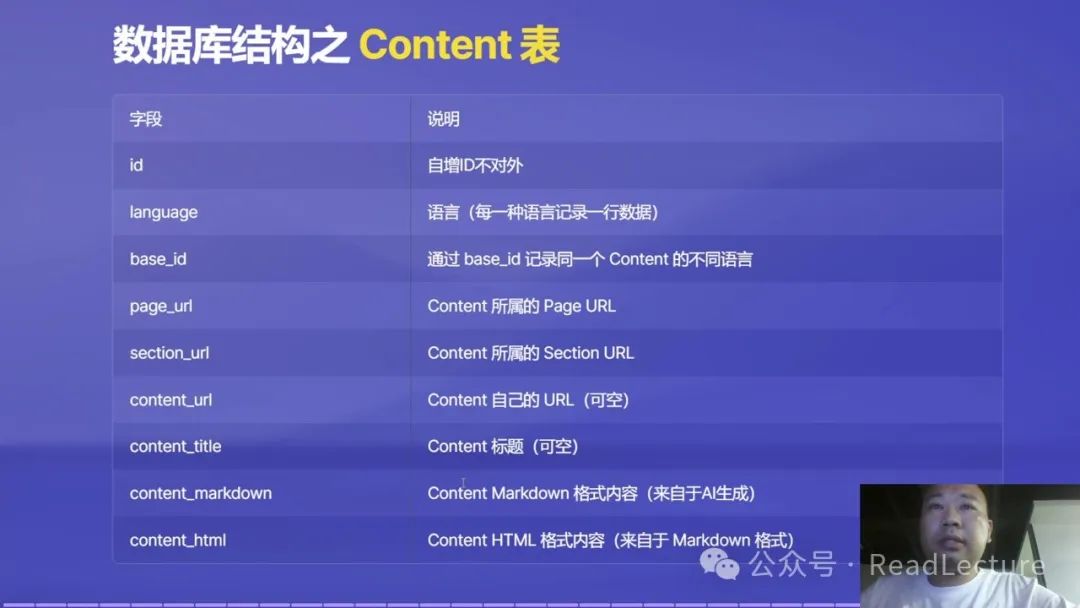 数据库结构之 Content 表
字段 说明
id 自增ID不对外
language 语言（每一种语言记录一行数据）
base_id 通过 base_id 记录同一个 Content 的不同语言
page_url Content 所属的 Page URL
section_url Content 所属的 Section URL
content_url Content 自己的 URL（可空）
content_title Content 标题（可空）
content_markdown Content Markdown 格式内容（来自于AI生成）
content_html Content HTML 格式内容（来自于 Markdown 格式）
公众号 · ReadLecture